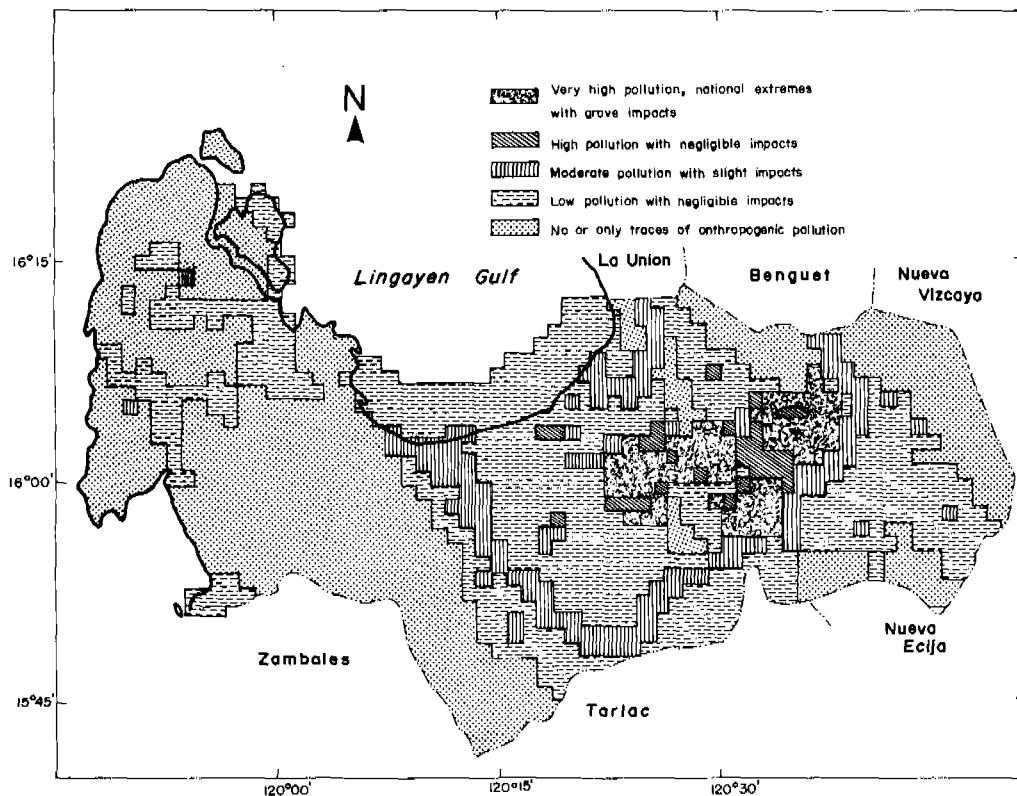 N
Very high pollution, national extremes
with grave impacts
High pollution with negligible impacts
Moderate pollution with slight impacts
Low pollution with negligible impacts
No or only traces of anthropogenic pollution
16°15'
Lingayen Gulf
La Union
Benguet
Nueva
Vizcaya
16°00'
Zambales
Nueva
Ecija
15°45'
Tarlac
120°00'
120°15'
120°30'